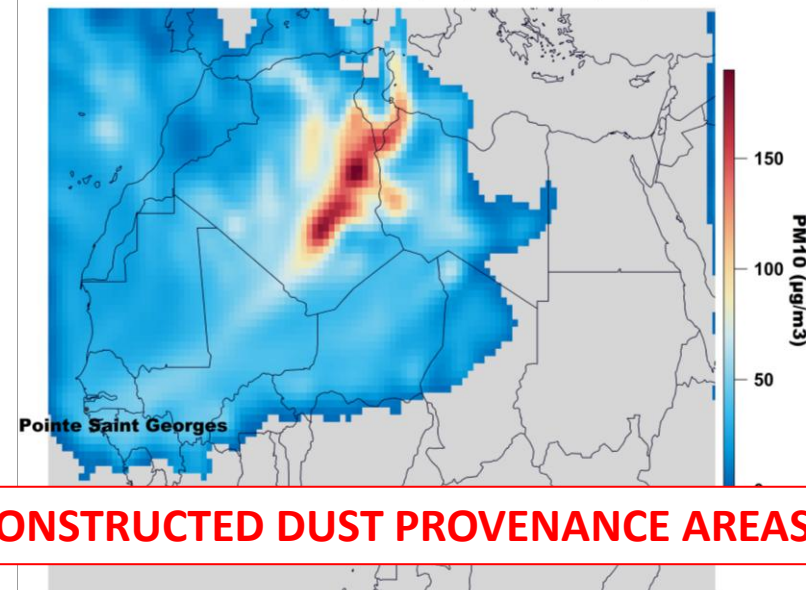 150
100
50
PM10 (µg/m3)
Pointe Saint Georges
ONSTRUCTED DUST PROVENANCE AREAS